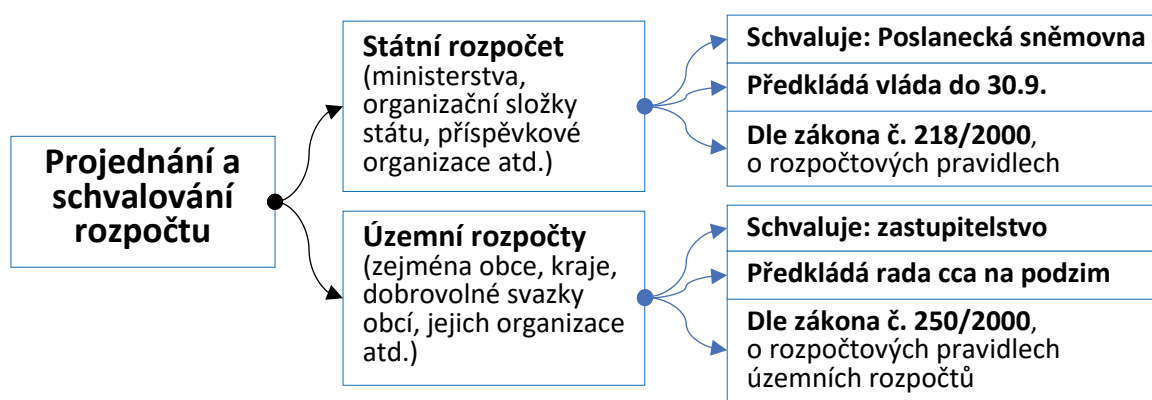 Projednání a
schvalování
rozpočtu
Státní rozpočet
(ministerstva,
organizační složky
státu, příspěvkové
organizace atd.)
Schvaluje: Poslanecká sněmovna
Předkládá vláda do 30.9.
Dle zákona č. 218/2000,
o rozpočtových pravidlech
Územní rozpočty
(zejména obce, kraje,
dobrovolné svazky
obcí, jejich organizace
atd.)
Schvaluje: zastupitelstvo
Předkládá rada cca na podzim
Dle zákona č. 250/2000,
o rozpočtových pravidlech
územních rozpočtů